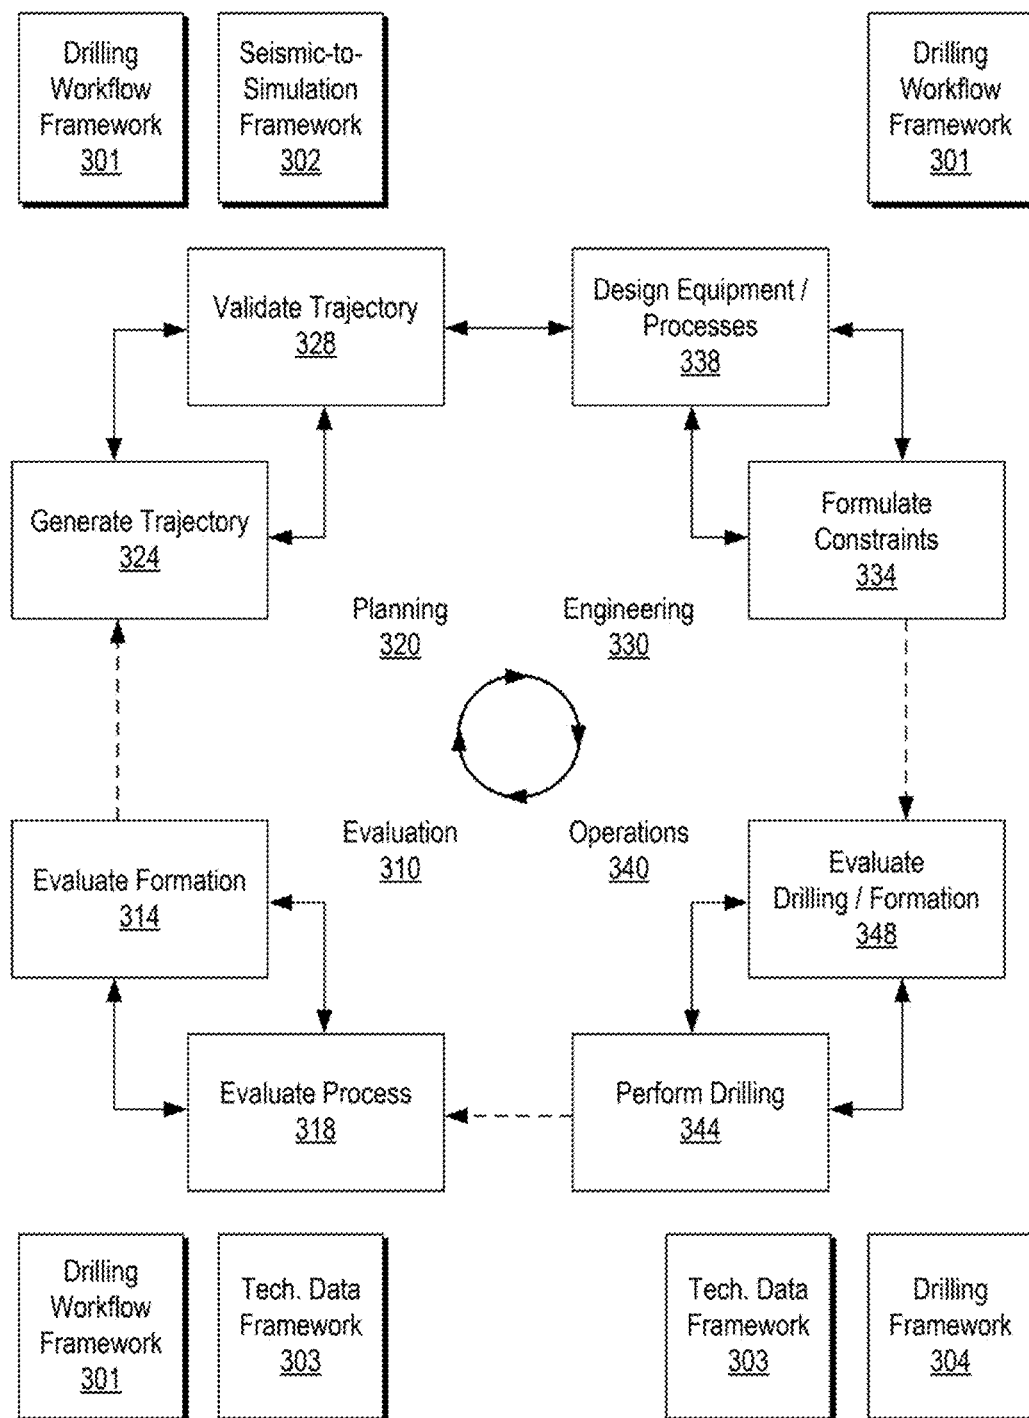 Drilling
Workflow
Framework
301
Seismic-to-
Simulation
Framework
302
Drilling
Workflow
Framework
301
Validate Trajectory
328
Design Equipment /
Processes
338
Generate Trajectory
324
Formulate
Constraints
334
Planning
320
Engineering
330
Evaluation
310
Operations
340
Evaluate Formation
314
Evaluate
Drilling / Formation
348
Evaluate Process
318
Perform Drilling
344
Drilling
Workflow
Framework
301
Tech. Data
Framework
303
Tech. Data
Framework
303
Drilling
Framework
304